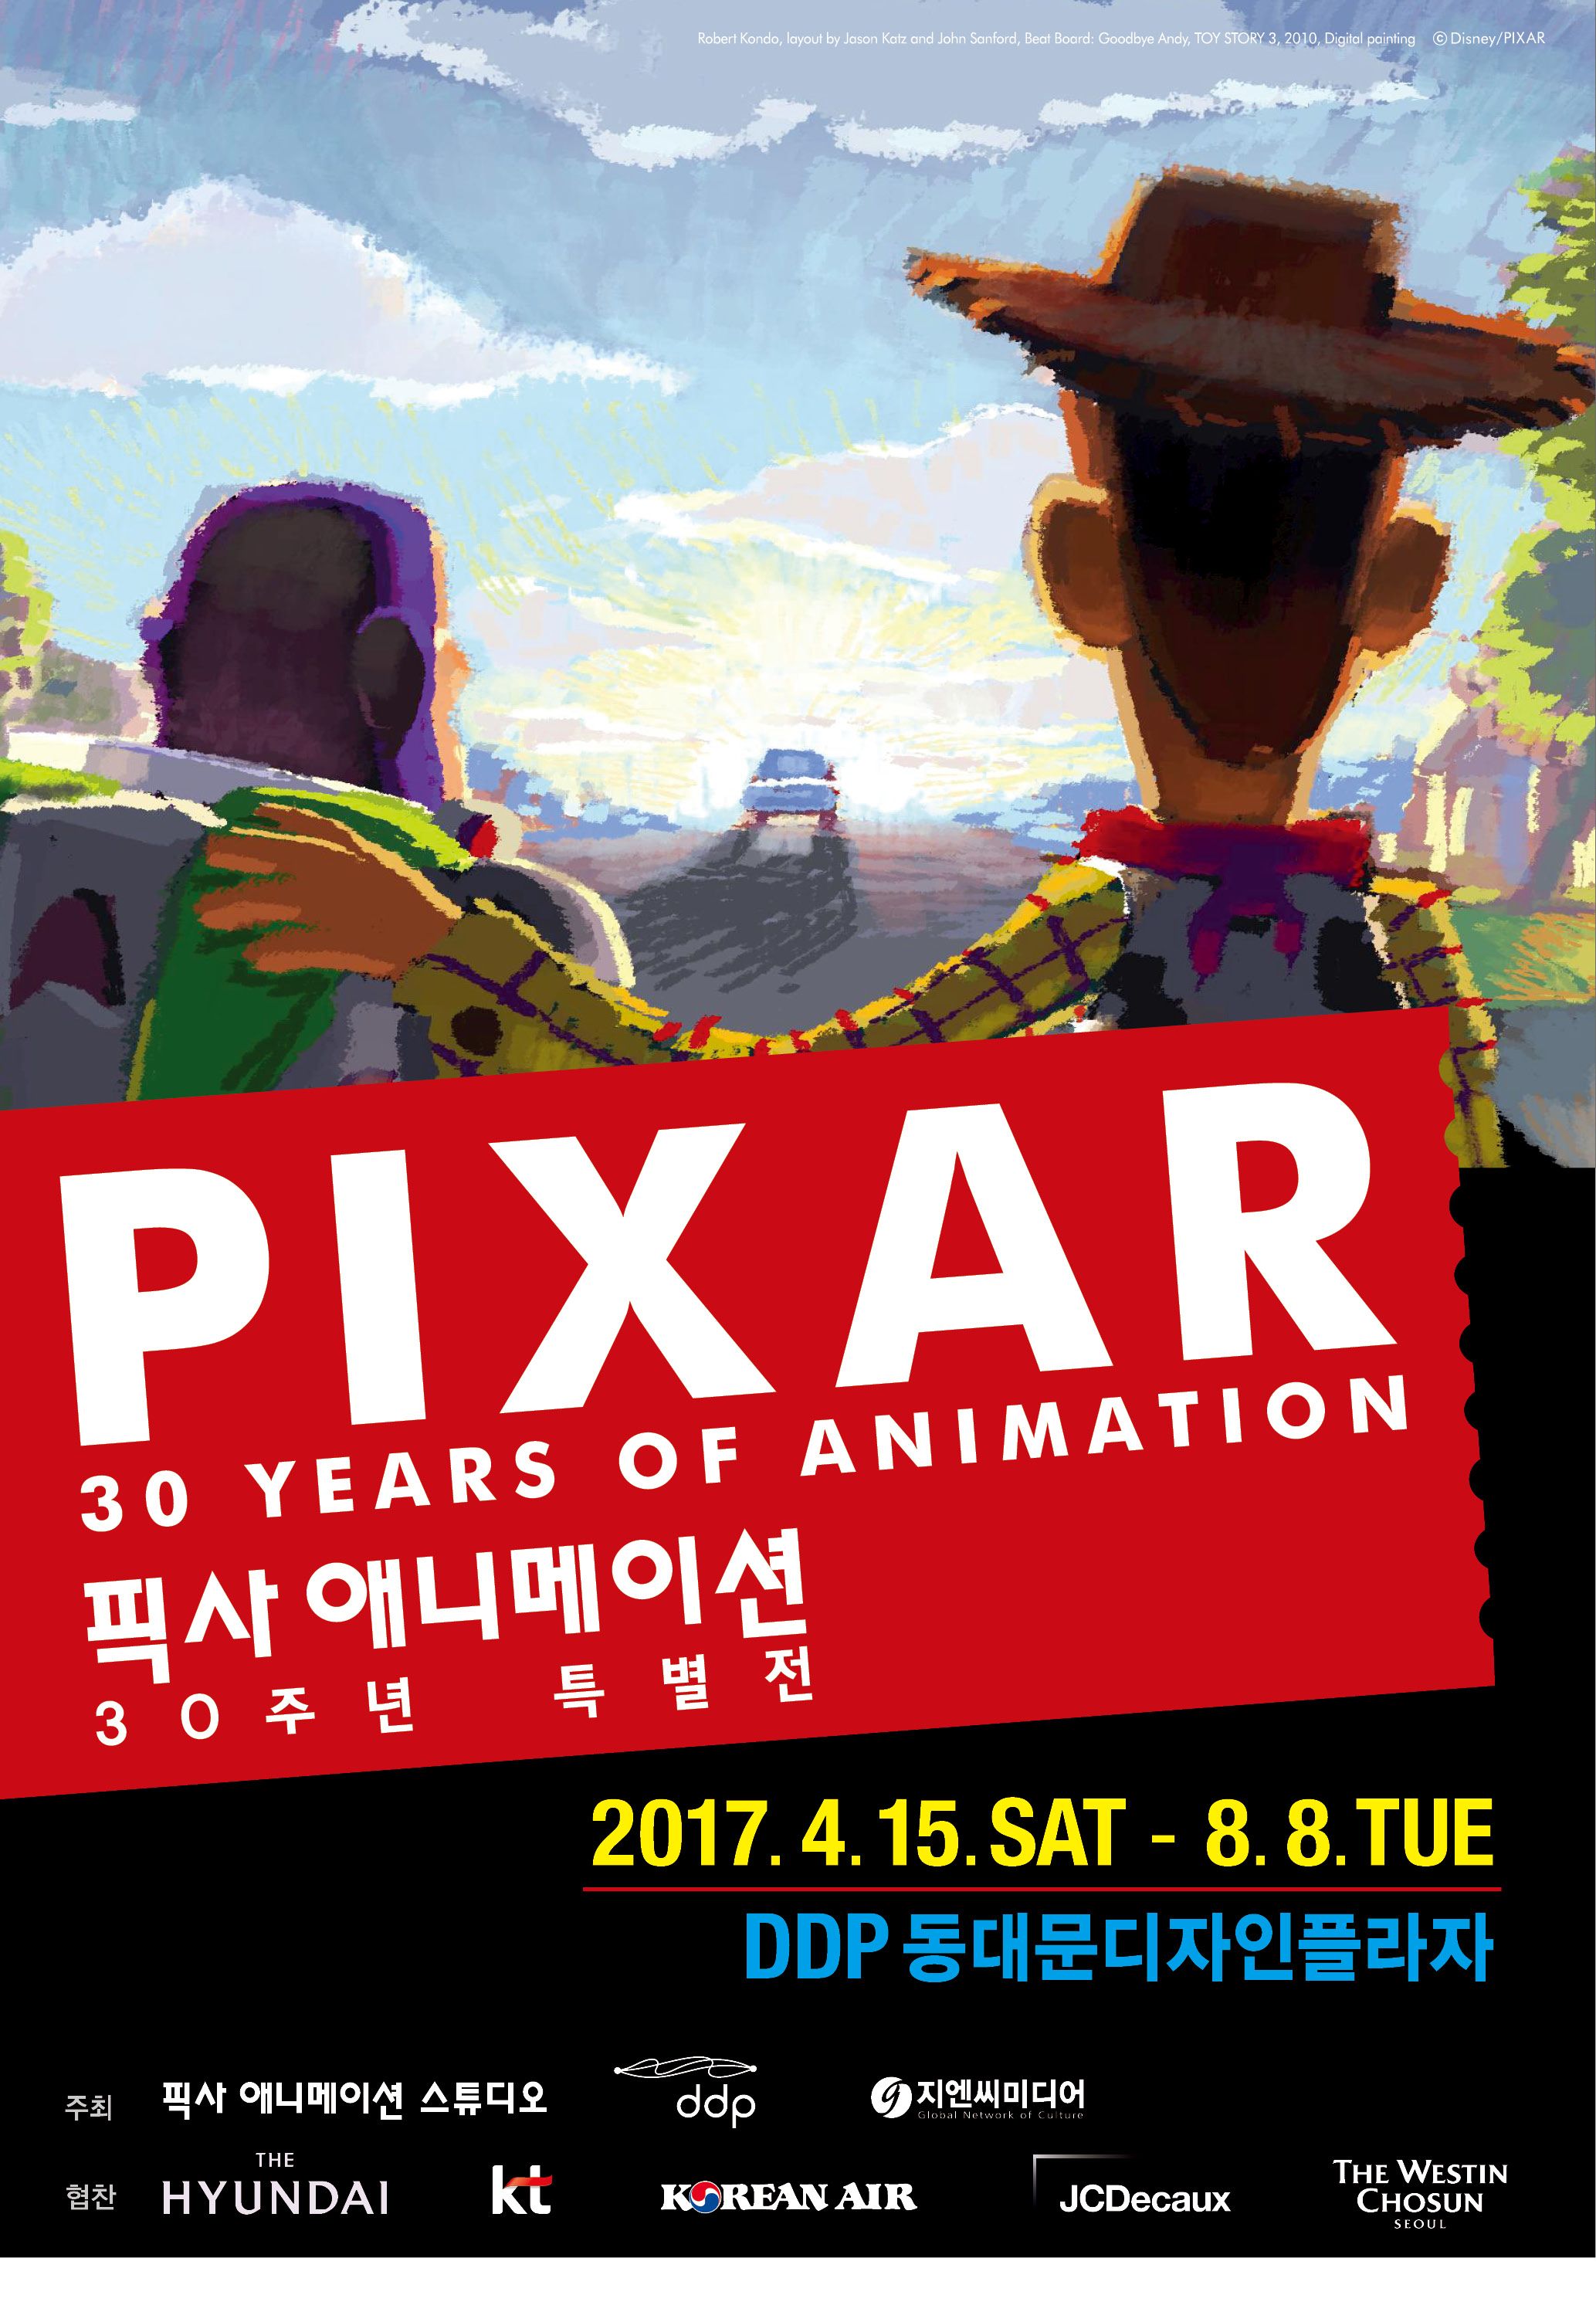 Robert Kondo, layout by Jason Katz and John Sanford, Beat Board: Goodbye Andy, TOY STORY 3, 2010, Digital painting ©Disney/PIXAR
PIXAR
30 YEARS OF ANIMATION
픽사 애니메이션
30주년 특별전
2017. 4. 15. SAT - 8. 8. TUE
DDP 동대문디자인플라자
주최 픽사 애니메이션 스튜디오 ddp g 지엔씨미디어
Global Network of Culture
협찬 THE HYUNDAI kt KOREAN AIR JCDecaux THE WESTIN CHOSUN SEOUL